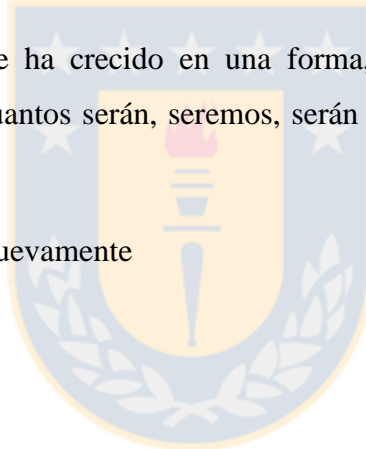 e ha crecido en una forma,
uantos serán, seremos, serán
uevamente